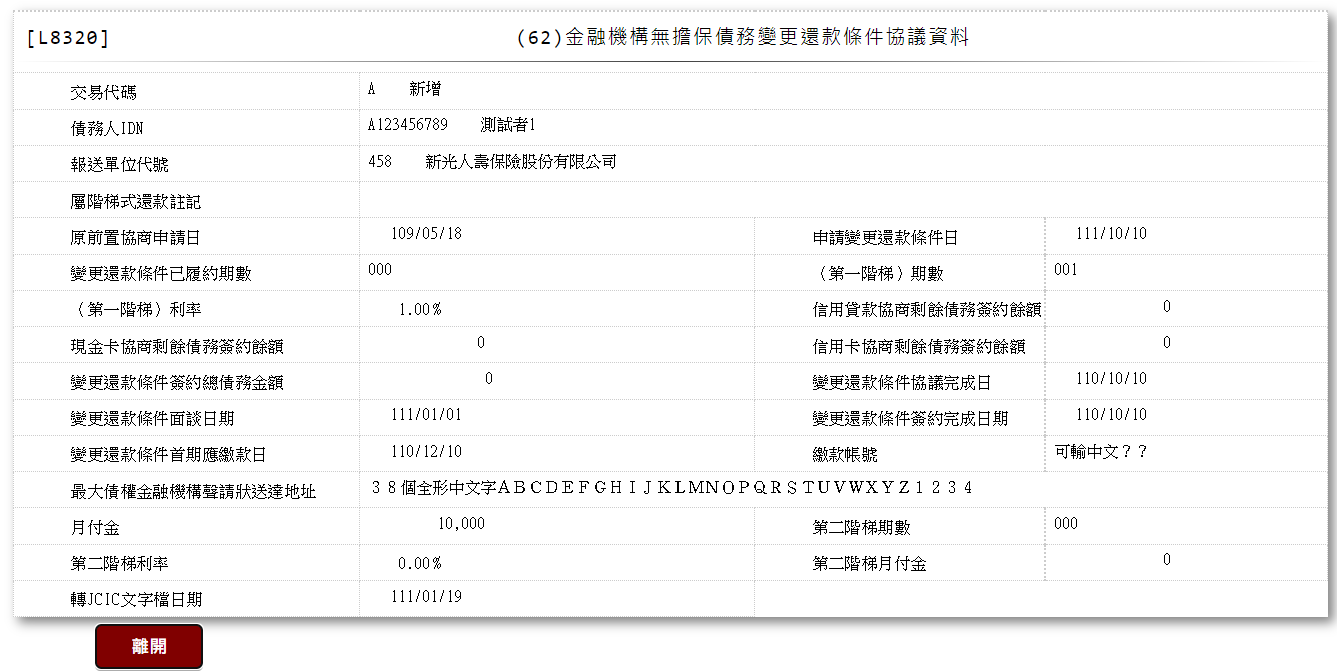 [L8320] (62)金融機構無擔保債務變更還款條件協議資料
交易代碼 A 新增
債務人IDN A123456789 測試者1
報送單位代號 458 新光人壽保險股份有限公司
屬階梯式還款註記
原前置協商申請日 109/05/18 申請變更還款條件日 111/10/10
變更還款條件已履約期數 000 （第一階梯）期數 001
（第一階梯）利率 1.00% 信用貸款協商剩餘債務簽約餘額 0
現金卡協商剩餘債務簽約餘額 0 信用卡協商剩餘債務簽約餘額 0
變更還款條件簽約總債務金額 0 變更還款條件協議完成日 110/10/10
變更還款條件面談日期 111/01/01 變更還款條件簽約完成日期 110/10/10
變更還款條件首期應繳款日 110/12/10 繳款帳號 可輸中文？？
最大債權金融機構聲請狀送達地址 ３８個全形中文字ＡＢＣＤＥＦＧＨＩＪＫＬＭＮＯＰＱＲＳＴＵＶＷＸＹＺ１２３４
月付金 10,000 第二階梯期數 000
第二階梯利率 0.00% 第二階梯月付金 0
轉JCIC文字檔日期 111/01/19
離開